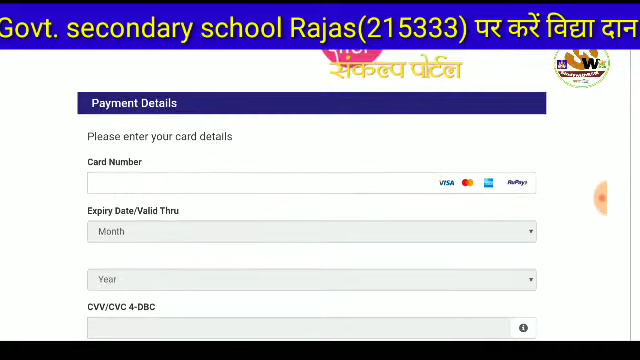 Govt. secondary school Rajas(215333) पर करें विद्या दान
संकल्प पोर्टल
Payment Details
Please enter your card details
Card Number
VISA RuPay
Expiry Date/Valid Thru
Month
Year
CVV/CVC 4-DBC